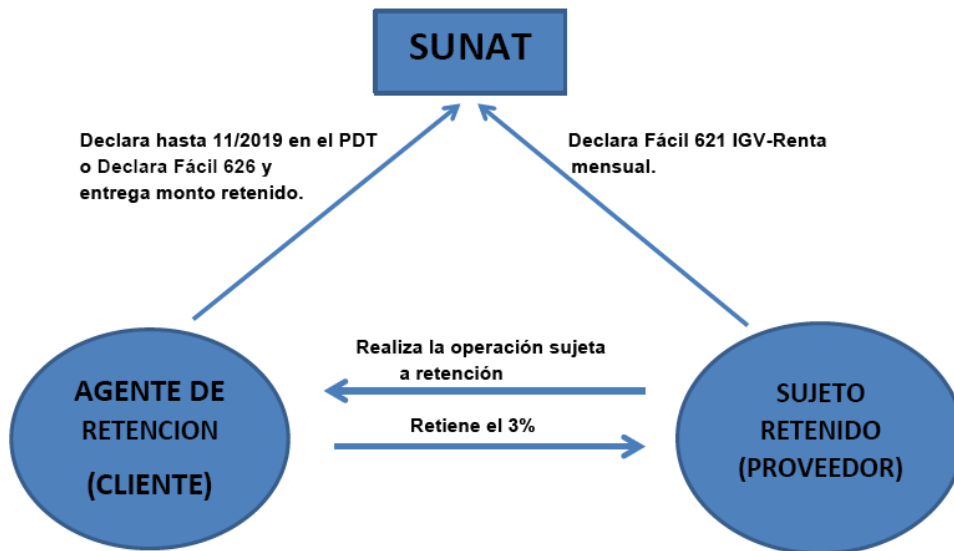 SUNAT
Declara hasta 11/2019 en el PDT
o Declara Fácil 626 y
entrega monto retenido.
Declara Fácil 621 IGV-Renta
mensual.
Realiza la operación sujeta
a retención
Retiene el 3%
AGENTE DE
RETENCION
(CLIENTE)
SUJETO
RETENIDO
(PROVEEDOR)